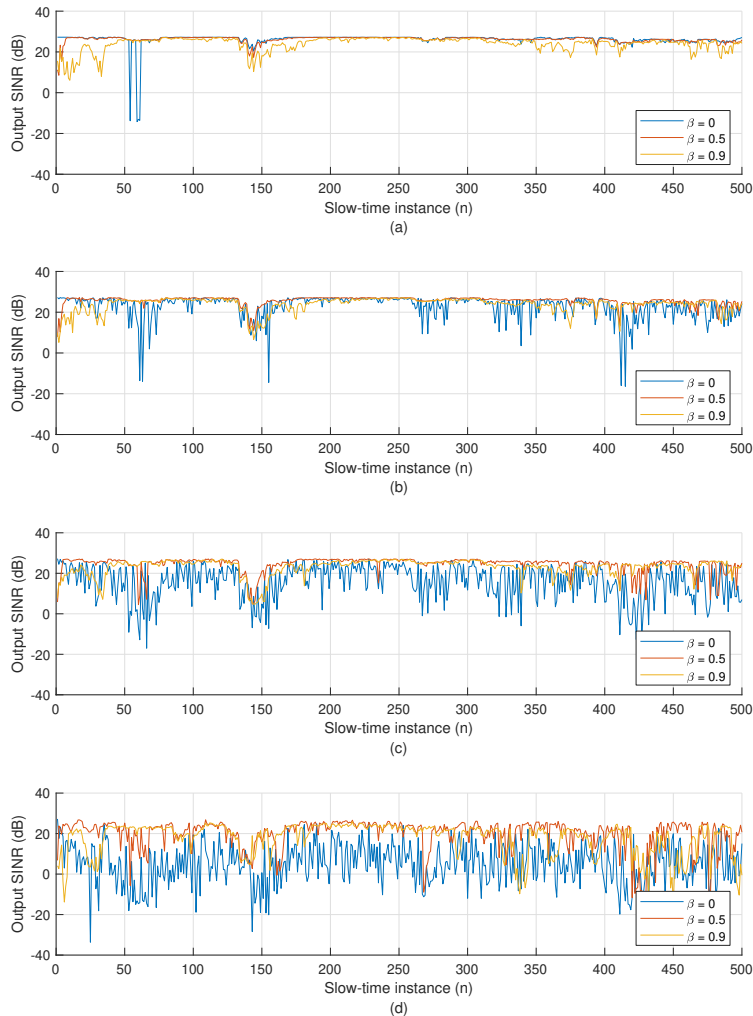 40
20
0
-20
-40
Output SINR (dB)
β = 0
β = 0.5
β = 0.9
0 50 100 150 200 250 300 350 400 450 500
Slow-time instance (n)
(a)
40
20
0
-20
-40
Output SINR (dB)
β = 0
β = 0.5
β = 0.9
0 50 100 150 200 250 300 350 400 450 500
Slow-time instance (n)
(b)
40
20
0
-20
-40
Output SINR (dB)
β = 0
β = 0.5
β = 0.9
0 50 100 150 200 250 300 350 400 450 500
Slow-time instance (n)
(c)
40
20
0
-20
-40
Output SINR (dB)
β = 0
β = 0.5
β = 0.9
0 50 100 150 200 250 300 350 400 450 500
Slow-time instance (n)
(d)